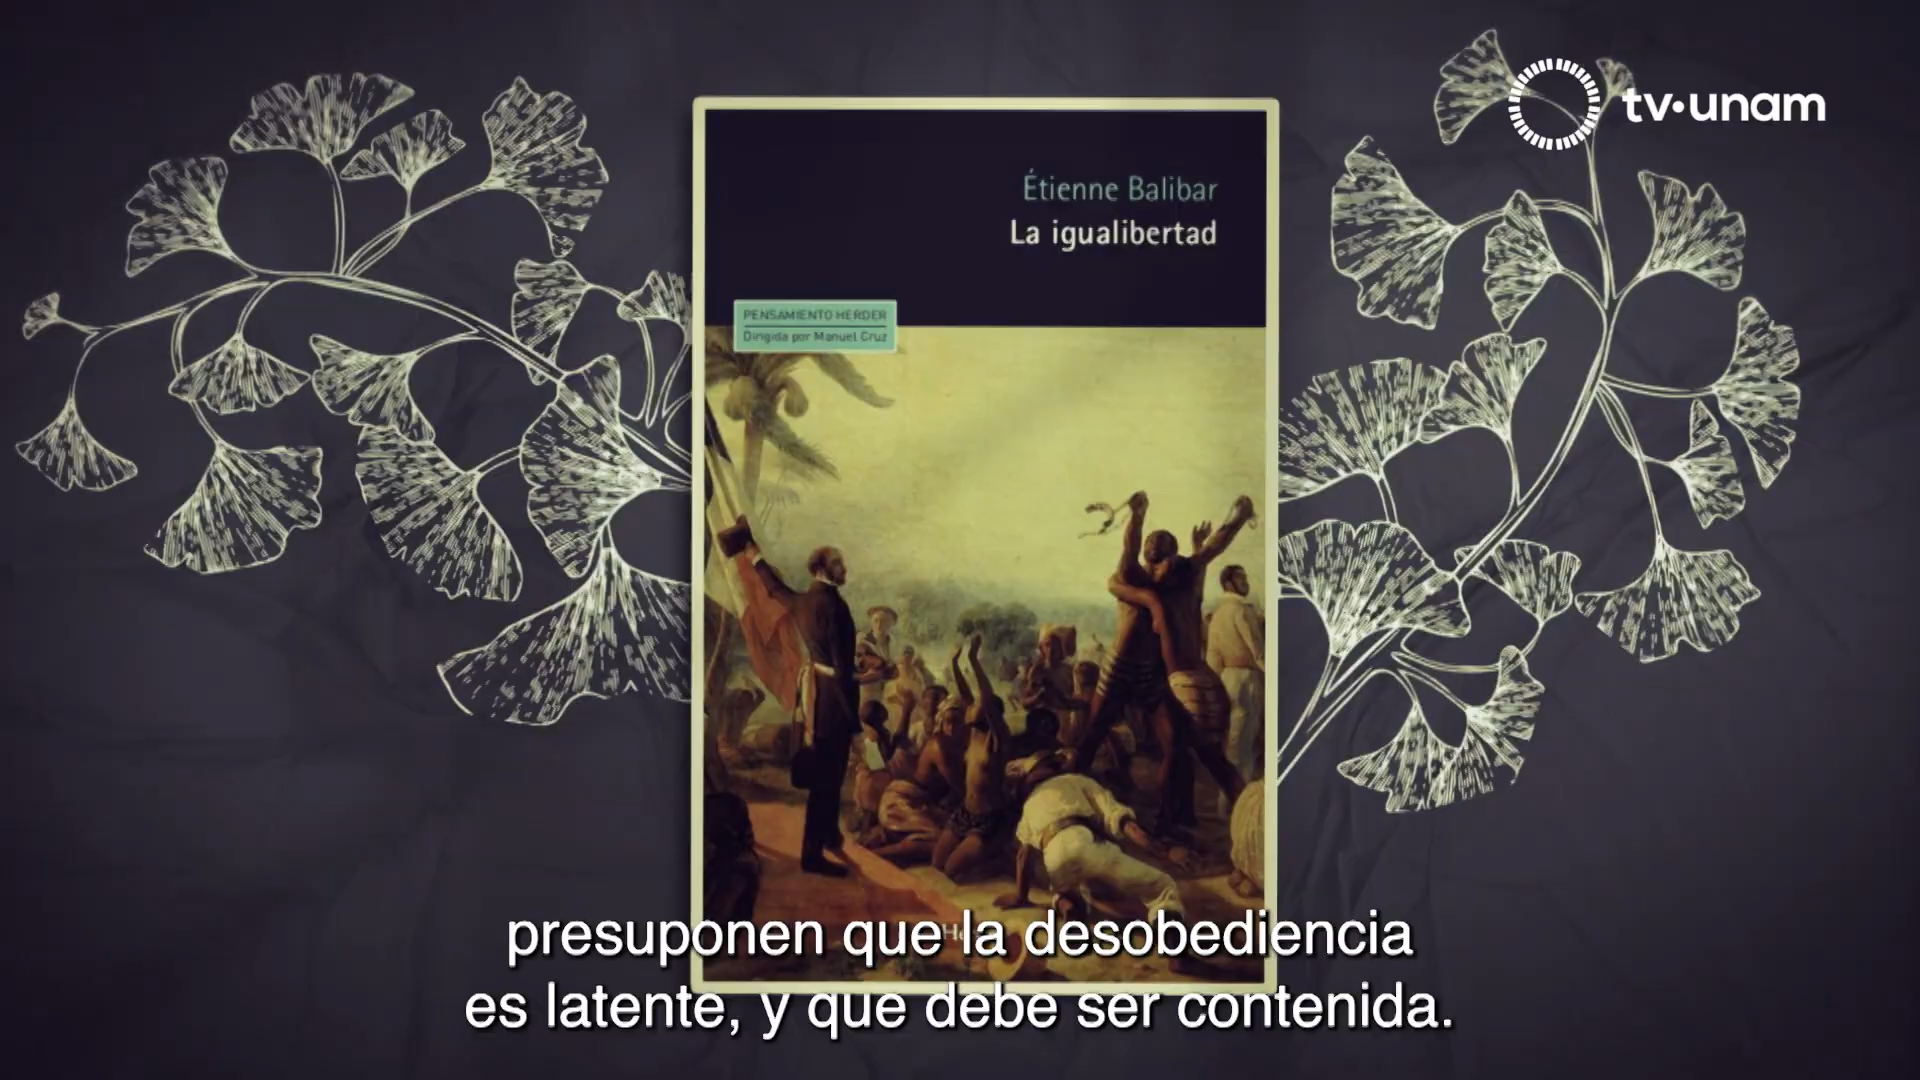 tv·unam
Étienne Balibar
La igualibertad
PENSAMIENTO HERDER
Dirigida por Manuel Cruz
presuponen que la desobediencia
es latente, y que debe ser contenida.